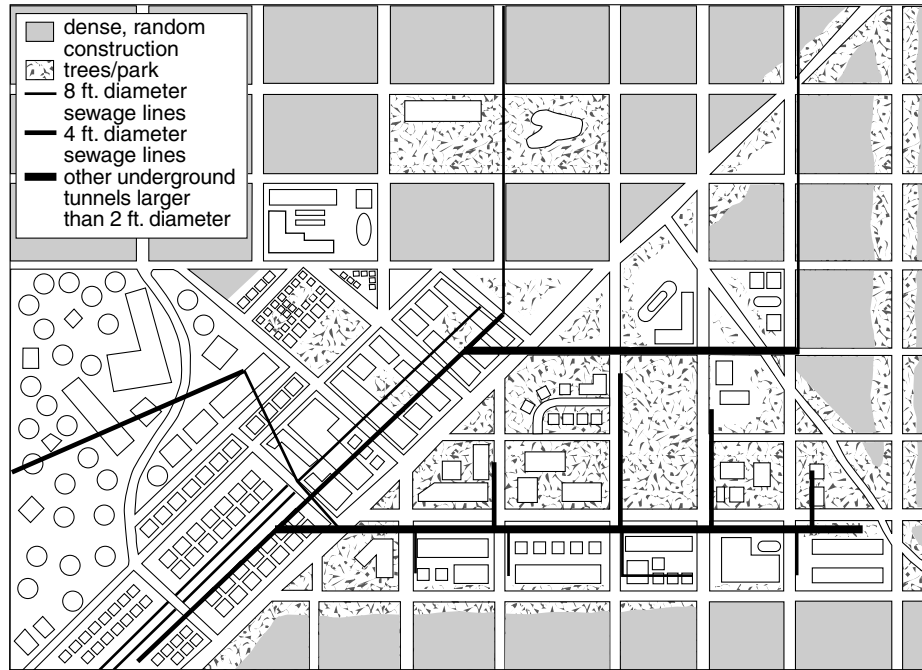 dense, random
construction
trees/park
8 ft. diameter
sewage lines
4 ft. diameter
sewage lines
other underground
tunnels larger
than 2 ft. diameter